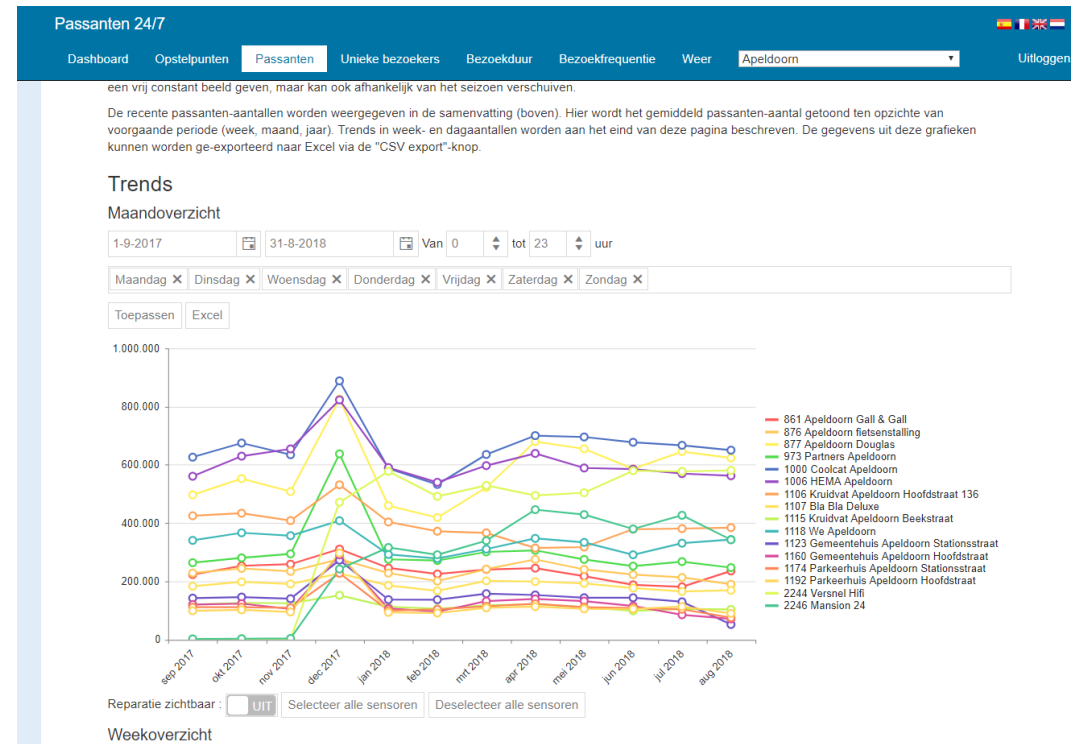 Passanten 24/7
Dashboard Opstelpunten Passanten Unieke bezoekers Bezoekduur Bezoekfrequentie Weer Apeldoorn Uitloggen
een vrij constant beeld geven, maar kan ook afhankelijk van het seizoen verschuiven.
De recente passanten-aantallen worden weergegeven in de samenvatting (boven). Hier wordt het gemiddeld passanten-aantal getoond ten opzichte van
voorgaande periode (week, maand, jaar). Trends in week- en dagaantallen worden aan het eind van deze pagina beschreven. De gegevens uit deze grafieken
kunnen worden ge-exporteerd naar Excel via de "CSV export"-knop.
Trends
Maandoverzicht
1-9-2017 31-8-2018 Van 0 tot 23 uur
Maandag ✕ Dinsdag ✕ Woensdag ✕ Donderdag ✕ Vrijdag ✕ Zaterdag ✕ Zondag ✕
Toepassen Excel
1.000.000
800.000
600.000
400.000
200.000
0
sep 2017 okt 2017 nov 2017 dec 2017 jan 2018 feb 2018 mrt 2018 apr 2018 mei 2018 jun 2018 jul 2018 aug 2018
861 Apeldoorn Gall & Gall
876 Apeldoorn fietsenstalling
877 Apeldoorn Douglas
973 Partners Apeldoorn
1000 Coolcat Apeldoorn
1006 HEMA Apeldoorn
1106 Kruidvat Apeldoorn Hoofdstraat 136
1107 Bla Bla Deluxe
1115 Kruidvat Apeldoorn Beekstraat
1118 We Apeldoorn
1123 Gemeentehuis Apeldoorn Stationsstraat
1160 Gemeentehuis Apeldoorn Hoofdstraat
1174 Parkeerhuis Apeldoorn Stationsstraat
1192 Parkeerhuis Apeldoorn Hoofdstraat
2244 Versnel Hifi
2246 Mansion 24
Reparatie zichtbaar : UIT Selecteer alle sensoren Deselecteer alle sensoren
Weekoverzicht